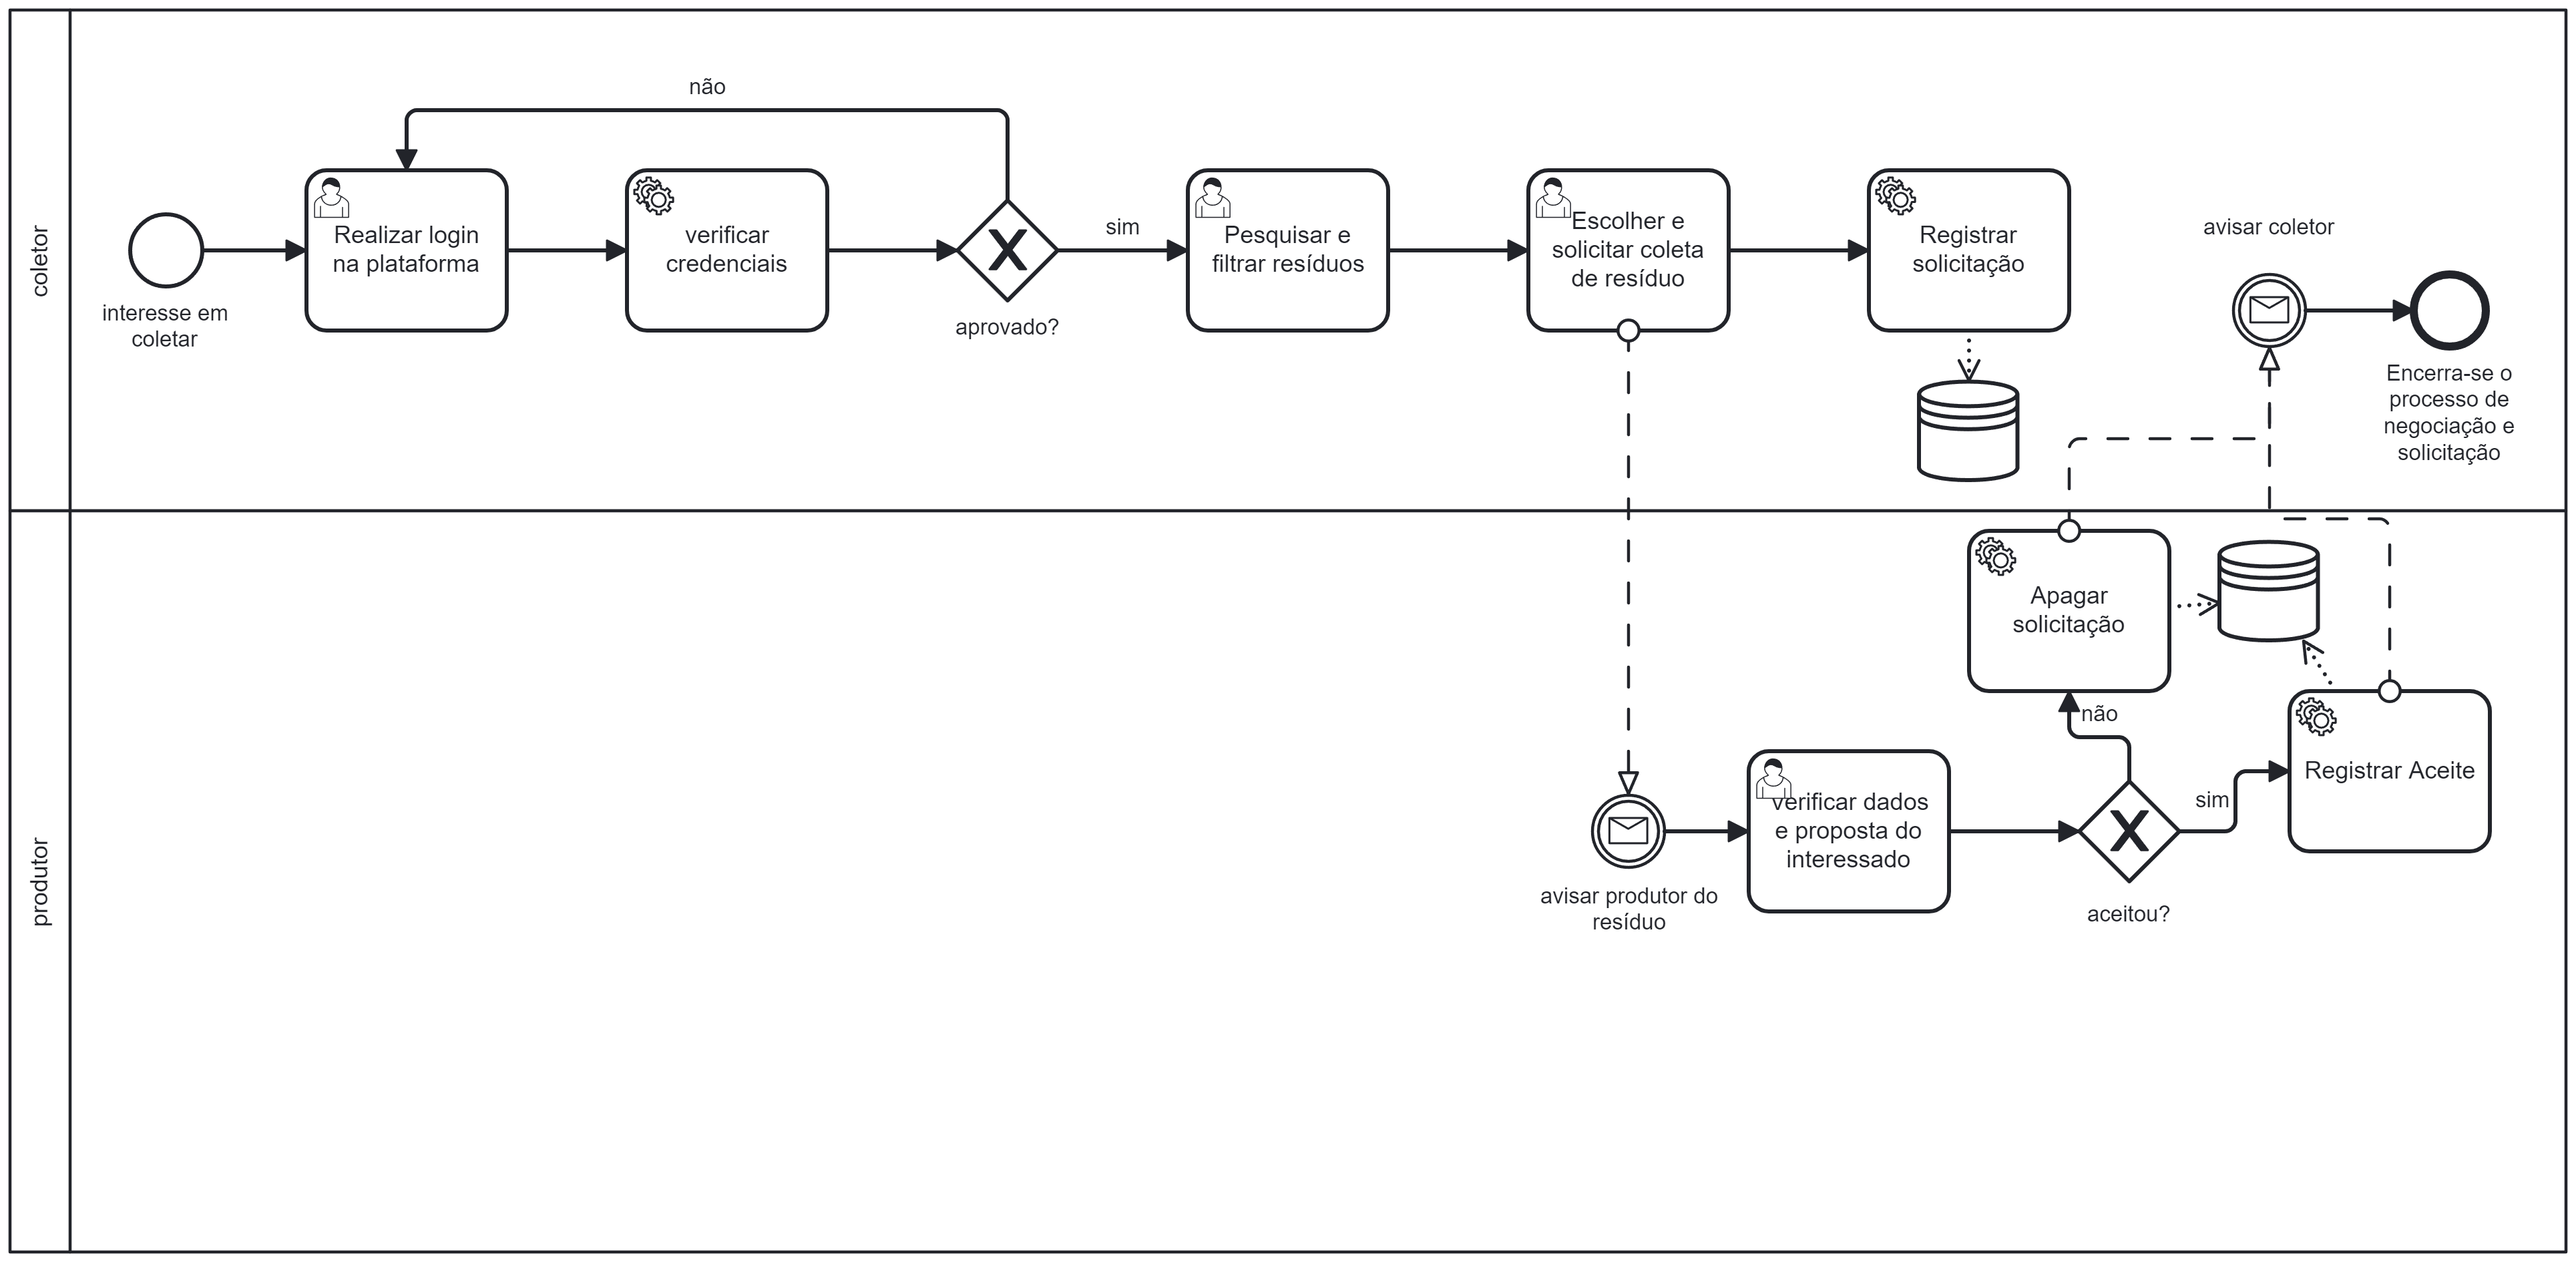 coletor
não
interesse em
coletar
Realizar login
na plataforma
verificar
credenciais
aprovado?
sim
Pesquisar e
filtrar resíduos
Escolher e
solicitar coleta
de resíduo
Registrar
solicitação
avisar coletor
Encerra-se o
processo de
negociação e
solicitação
produtor
avisar produtor do
resíduo
verificar dados
e proposta do
interessado
aceitou?
não
Apagar
solicitação
sim
Registrar Aceite